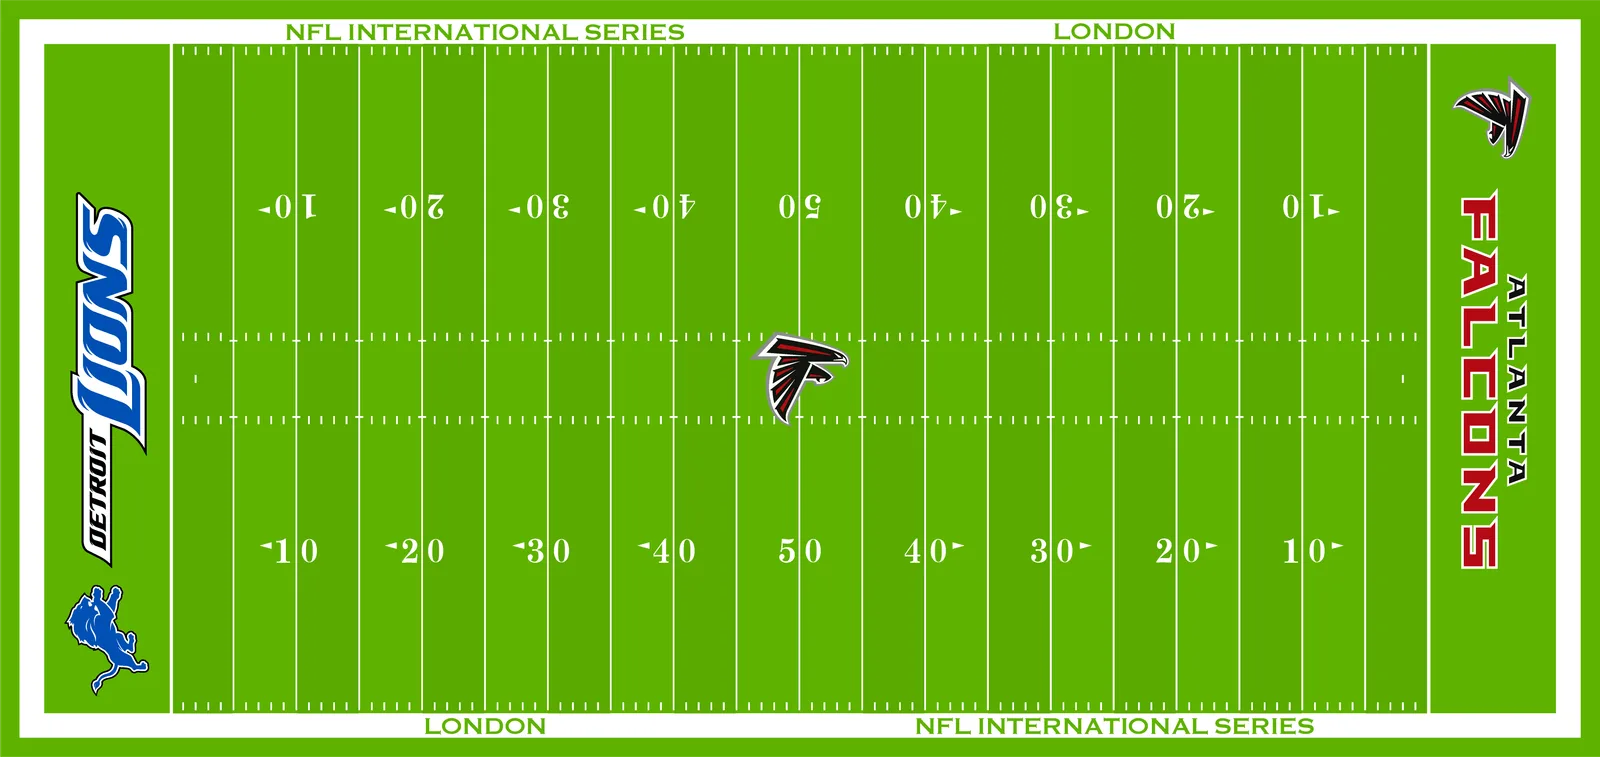 NFL INTERNATIONAL SERIES
LONDON
10 20 30 40 50 40 30 20 10
DETROIT
LIONS
ATLANTA
FALCONS
10 20 30 40 50 40 30 20 10
LONDON
NFL INTERNATIONAL SERIES